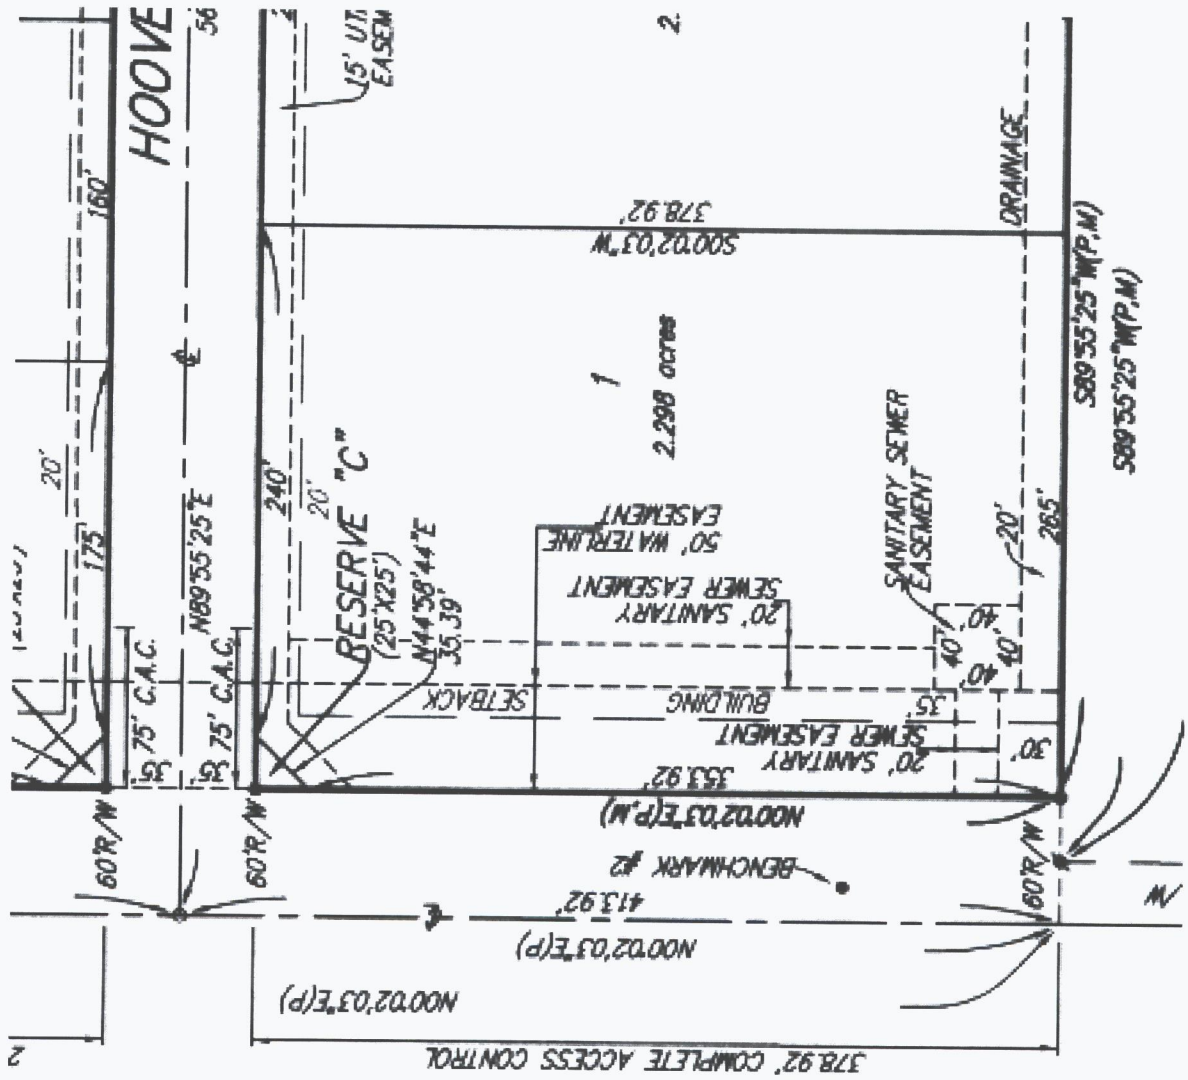 HOOVE
56
15' UT.
EASEM
2.
160'
DRAINAGE
378.92'
S00°02'03"W
S89°55'25"W(P,M)
S89°55'25"W(P,M)
1
2.298 acres
20'
175'
N89°55'25"E
240'
20'
RESERVE "C"
(25'X25')
N44°58'44"E
35.39'
50' WATERLINE
EASEMENT
20' SANITARY
SEWER EASEMENT
SANITARY SEWER
EASEMENT
20'
265'
40'
40'
40'
40'
75' C.A.C.
75' C.A.C.
35'
35'
BUILDING
SETBACK
35'
20' SANITARY
SEWER EASEMENT
30'
353.92'
N00°02'03"E(P,M)
60'R/W
60'R/W
60'R/W
BENCHMARK #2
413.92'
N00°02'03"E(P)
N00°02'03"E(P)
/W
378.92' COMPLETE ACCESS CONTROL
2